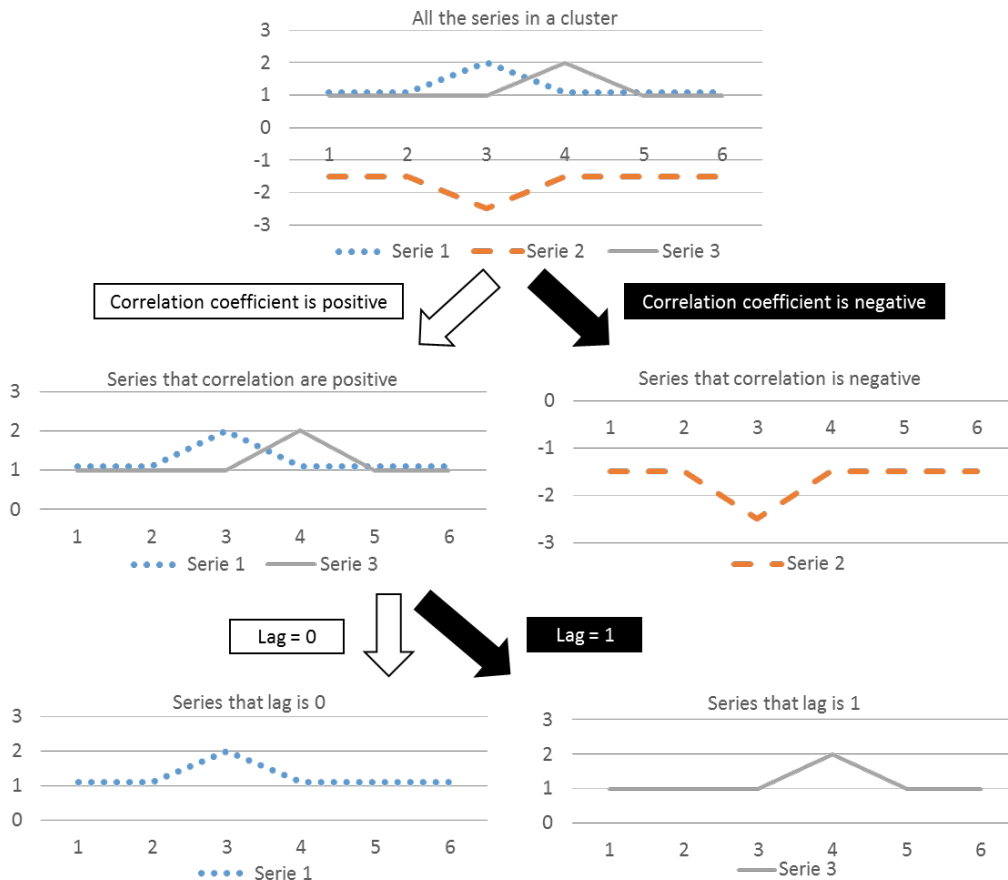 All the series in a cluster
3
2
1
0
-1
-2
-3
1 2 3 4 5 6
Serie 1 Serie 2 Serie 3
Correlation coefficient is positive
Correlation coefficient is negative
Series that correlation are positive
3
2
1
0
1 2 3 4 5 6
Serie 1 Serie 3
Series that correlation is negative
0
-1
-2
-3
1 2 3 4 5 6
Serie 2
Lag = 0
Lag = 1
Series that lag is 0
3
2
1
0
1 2 3 4 5 6
Serie 1
Series that lag is 1
3
2
1
0
1 2 3 4 5 6
Serie 3